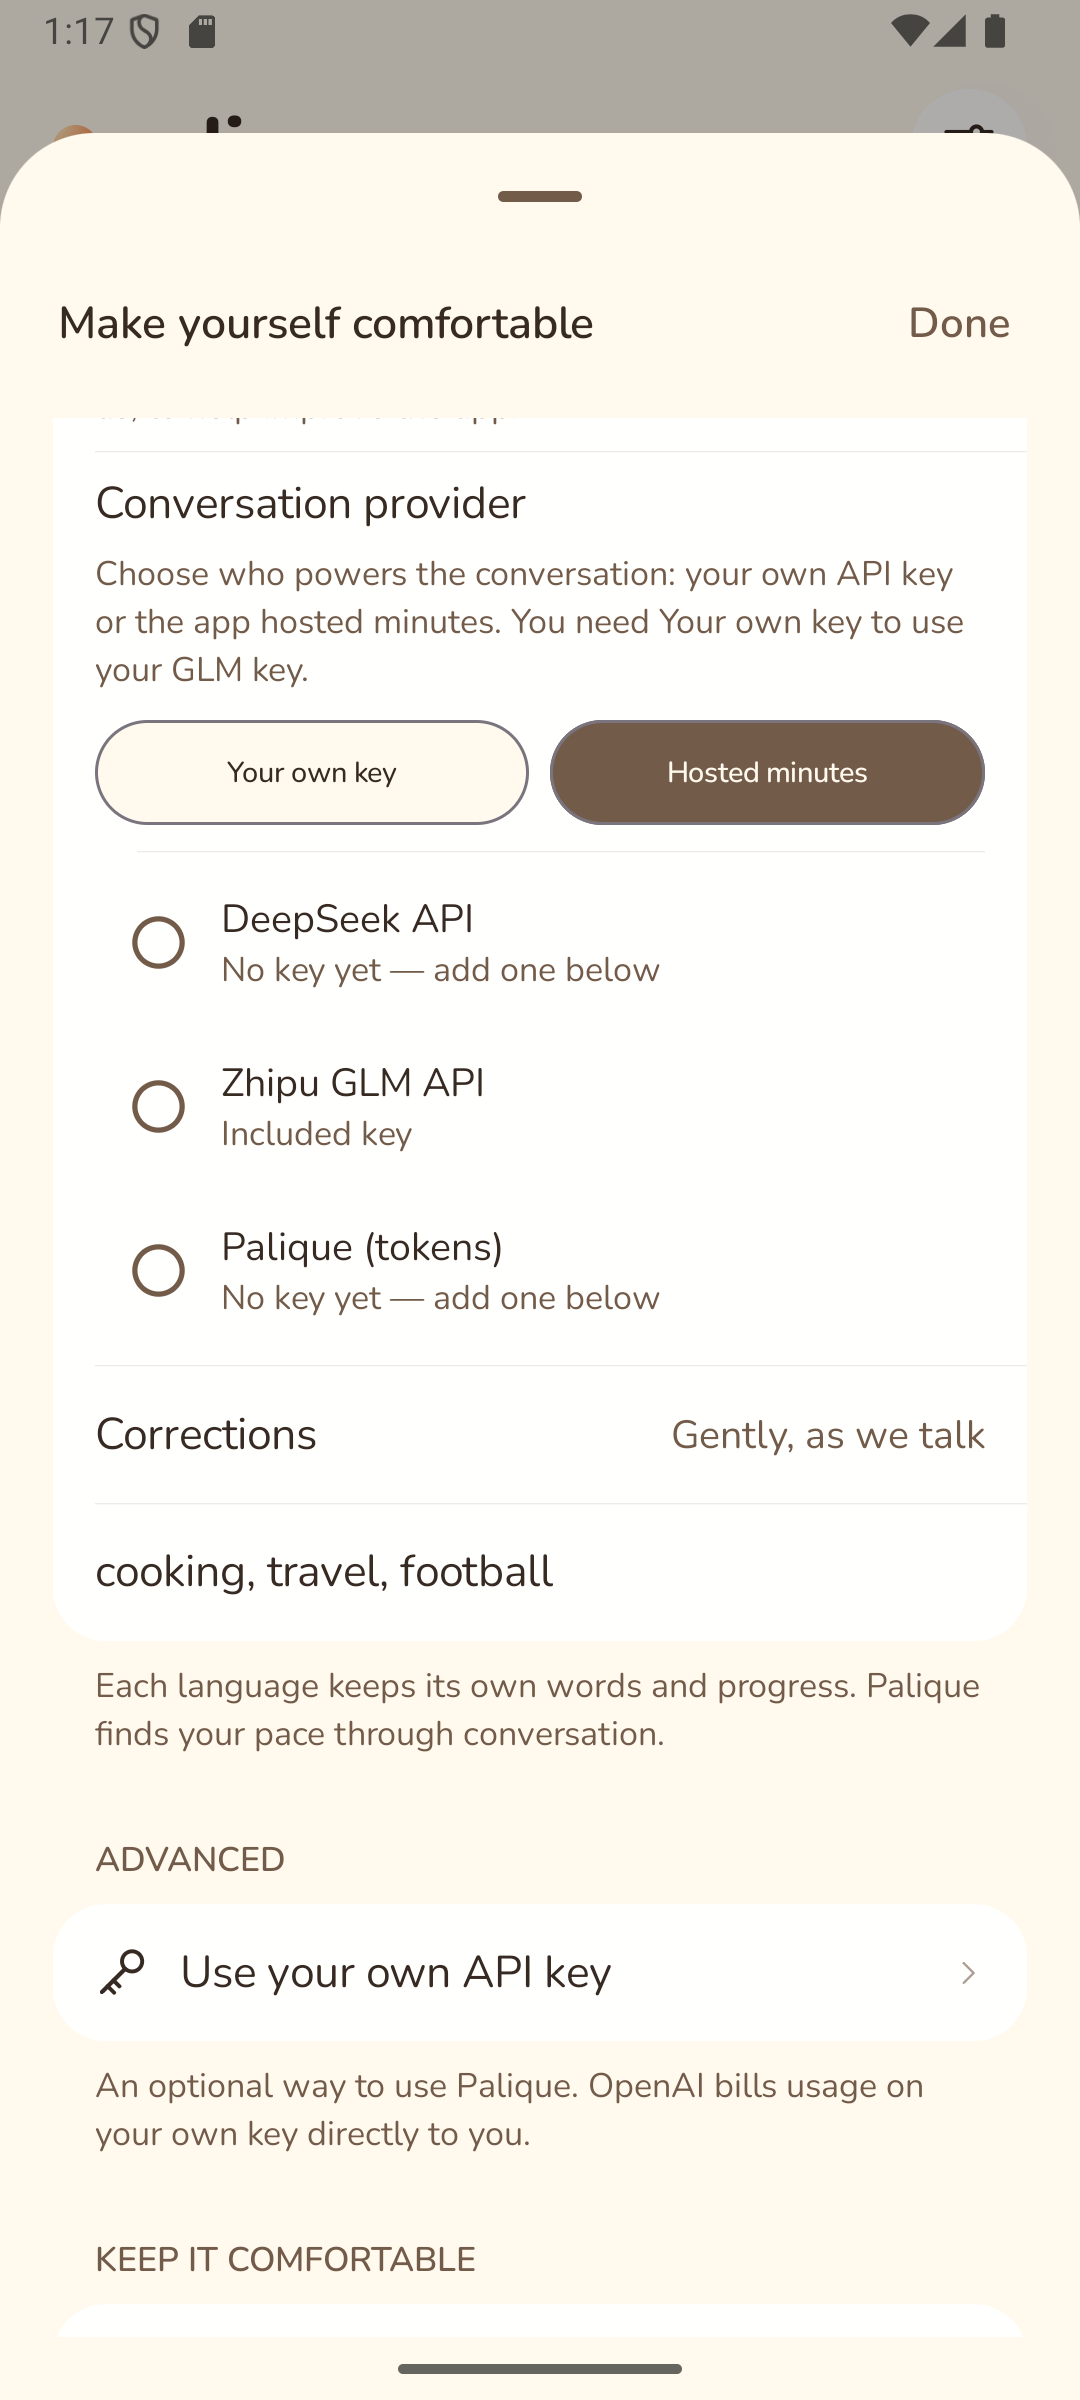 1:17
Make yourself comfortable
Done
Conversation provider
Choose who powers the conversation: your own API key
or the app hosted minutes. You need Your own key to use
your GLM key.
Your own key
Hosted minutes
DeepSeek API
No key yet — add one below
Zhipu GLM API
Included key
Palique (tokens)
No key yet — add one below
Corrections
Gently, as we talk
cooking, travel, football
Each language keeps its own words and progress. Palique
finds your pace through conversation.
ADVANCED
Use your own API key
An optional way to use Palique. OpenAI bills usage on
your own key directly to you.
KEEP IT COMFORTABLE